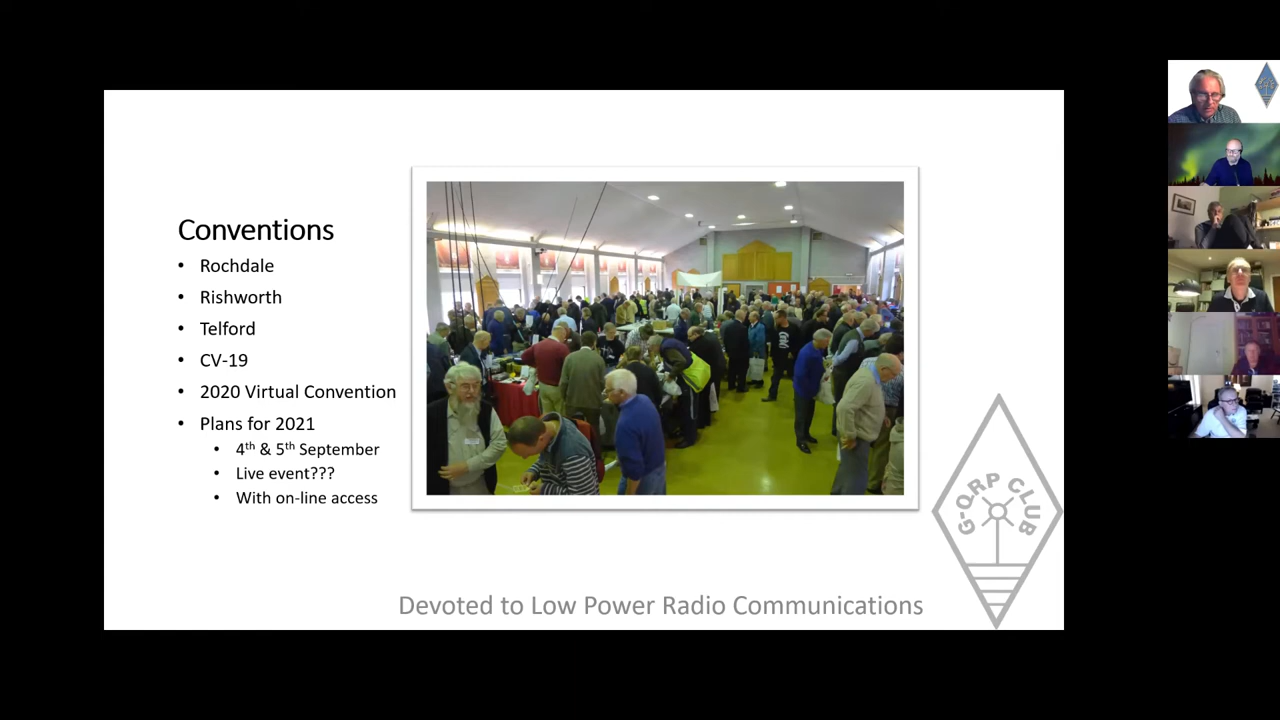 Conventions
• Rochdale
• Rishworth
• Telford
• CV-19
• 2020 Virtual Convention
• Plans for 2021
• 4th & 5th September
• Live event???
• With on-line access
G-QRP CLUB
Devoted to Low Power Radio Communications